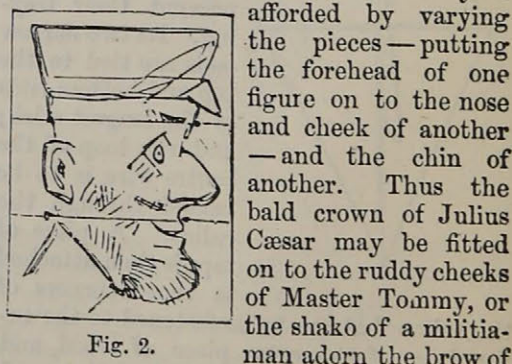 afforded by varying
the pieces — putting
the forehead of one
figure on to the nose
and cheek of another
— and the chin of
another. Thus the
bald crown of Julius
Cæsar may be fitted
on to the ruddy cheeks
of Master Tommy, or
the shako of a militia-
man adorn the brow of
Fig. 2.